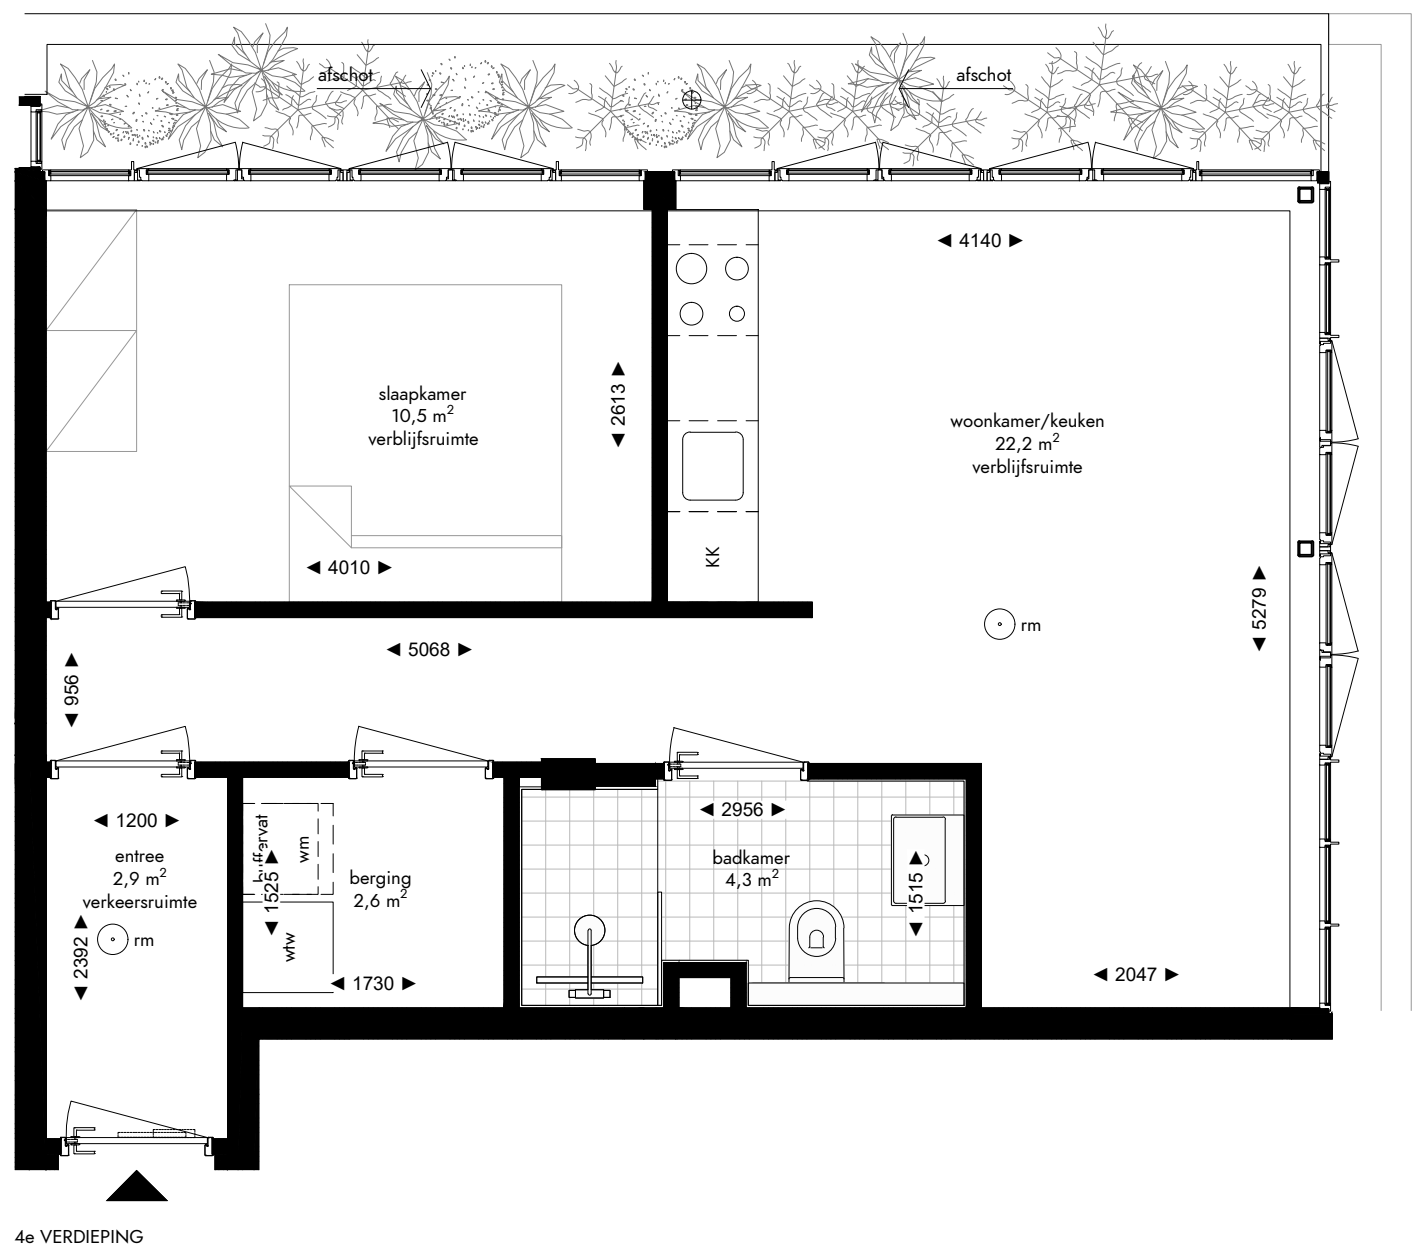 afschot
afschot
4140
slaapkamer
10,5 m²
verblijfsruimte
2613
woonkamer/keuken
22,2 m²
verblijfsruimte
4010
KK
5279
rm
5068
956
1200
entree
2,9 m²
verkeersruimte
rm
2392
buffervat
wm
1525
wtw
berging
2,6 m²
1730
2956
badkamer
4,3 m²
1515
2047
4e VERDIEPING